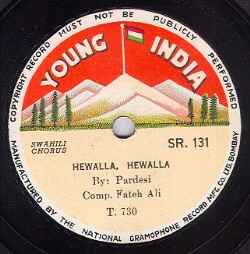 COPYRIGHT RECORD MUST NOT BE PUBLICLY PERFORMED
YOUNG INDIA
SWAHILI
CHORUS
SR. 131
HEWALLA, HEWALLA
By: Pardesi
Comp. Fateh Ali
T. 730
MANUFACTURED BY THE NATIONAL GRAMOPHONE RECORD MFG. CO. LTD. BOMBAY